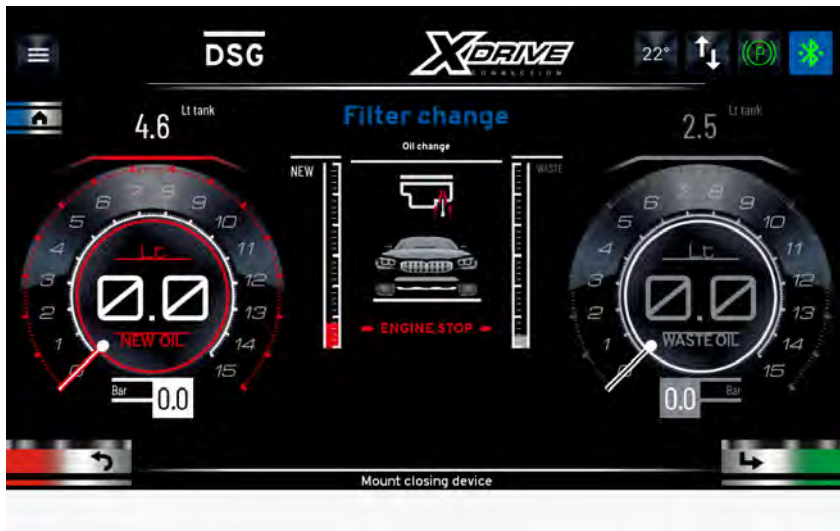 DSG
XDRIVE
CONNECTION
22°
(P)
4.6 Lt tank
Filter change
2.5 Lt tank
Oil change
NEW
WASTE
0 1 2 3 4 5 6 7 8 9 10 11 12 13 14 15
Lt
0.0
NEW OIL
Bar 0.0
ENGINE STOP
1 2 3 4 5 6 7 8 9 10 11 12 13 14 15
Lt
0.0
WASTE OIL
0.0 Bar
Mount closing device